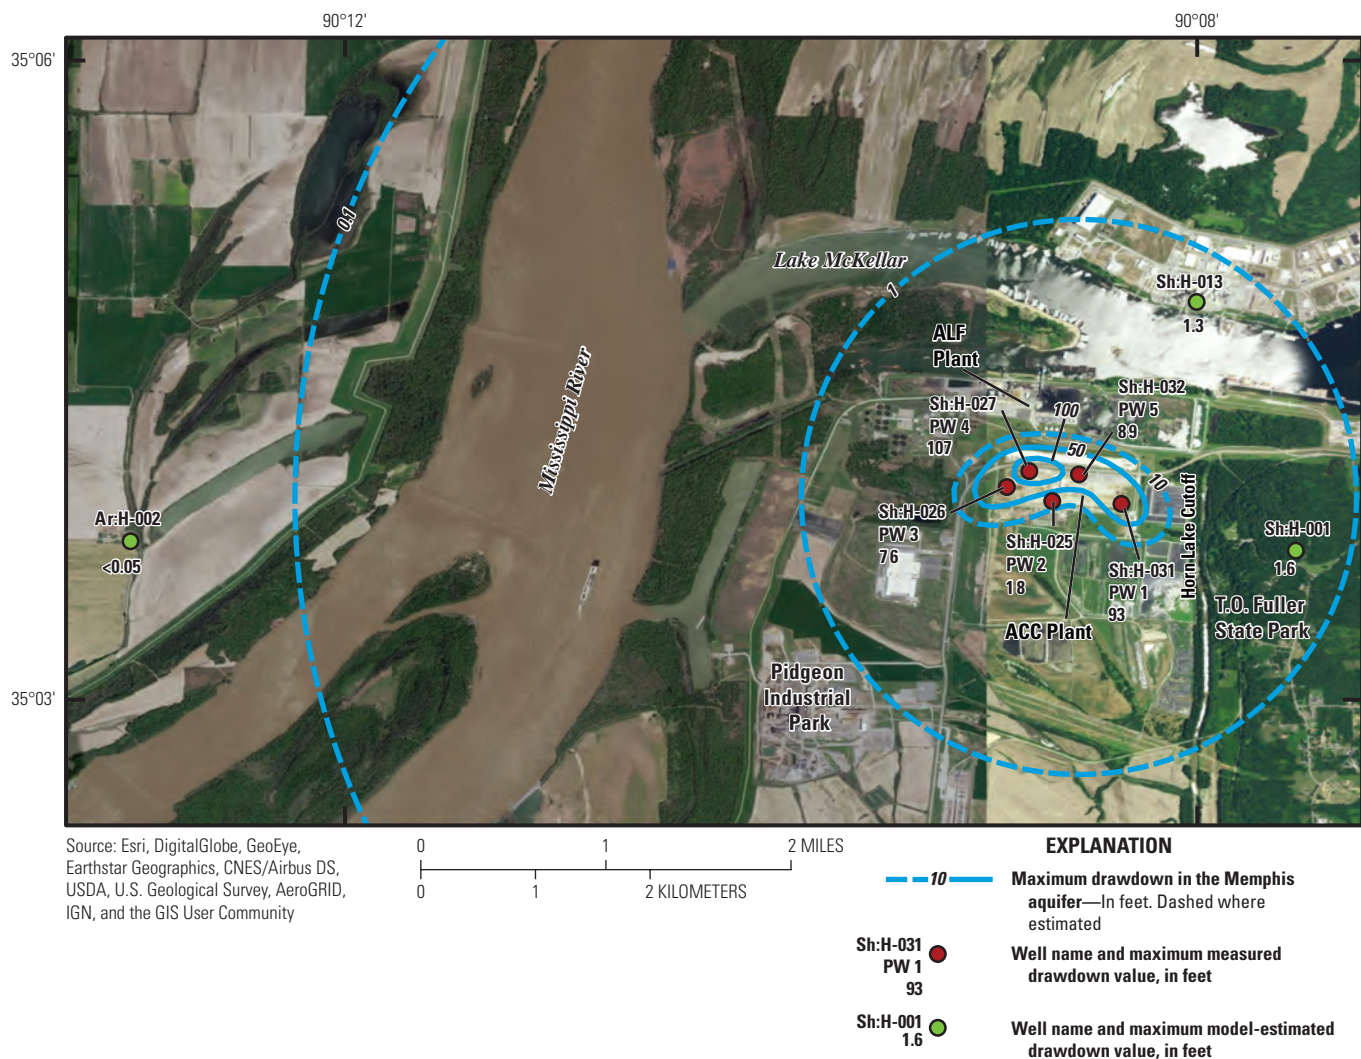 90°12'
90°08'
35°06'
35°03'
0.1
Lake McKellar
1
Sh:H-013
1.3
ALF
Plant
Sh:H-032
PW 5
89
Sh:H-027
PW 4
107
100
50
10
Mississippi River
Ar:H-002
<0.05
Sh:H-026
PW 3
76
Sh:H-025
PW 2
18
Sh:H-031
PW 1
93
Horn Lake Cutoff
Sh:H-001
1.6
T.O. Fuller
State Park
ACC Plant
Pidgeon
Industrial
Park
Source: Esri, DigitalGlobe, GeoEye,
Earthstar Geographics, CNES/Airbus DS,
USDA, U.S. Geological Survey, AeroGRID,
IGN, and the GIS User Community
0 1 2 MILES
0 1 2 KILOMETERS
EXPLANATION
10 Maximum drawdown in the Memphis
aquifer—In feet. Dashed where
estimated
Sh:H-031
PW 1
93
Well name and maximum measured
drawdown value, in feet
Sh:H-001
1.6
Well name and maximum model-estimated
drawdown value, in feet